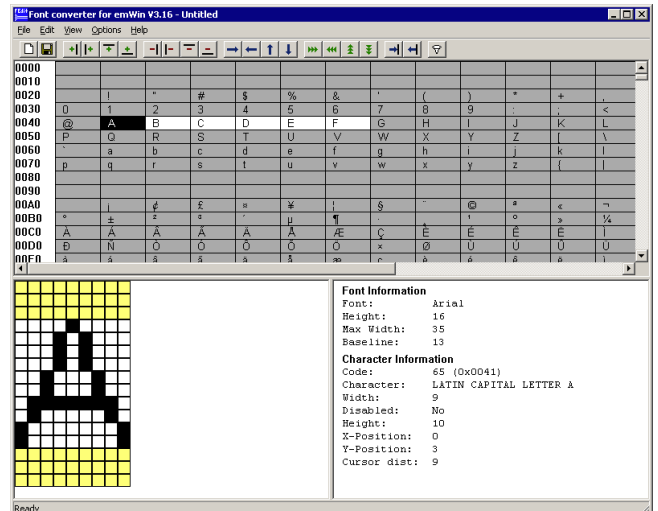 Font converter for emWin V3.16 - Untitled
File Edit View Options Help
0000
0010
0020 ! " # $ % & ' ( ) * + ,
0030 0 1 2 3 4 5 6 7 8 9 : ; <
0040 @ A B C D E F G H I J K L
0050 P Q R S T U V W X Y Z [ \
0060 ` a b c d e f g h i j k l
0070 p q r s t u v w x y z { |
0080
0090
00A0 ¡ ¢ £ ¤ ¥ ¦ § ¨ © ª « ¬
00B0 ° ± ² ³ ´ µ ¶ · ¸ ¹ º » ¼
00C0 À Á Â Ã Ä Å Æ Ç È É Ê Ë Ì
00D0 Ð Ñ Ò Ó Ô Õ Ö × Ø Ù Ú Û Ü
00E0 à á â ã ä å æ ç è é ê ë ì
Font Information
Font: Arial
Height: 16
Max Width: 35
Baseline: 13
Character Information
Code: 65 (0x0041)
Character: LATIN CAPITAL LETTER A
Width: 9
Disabled: No
Height: 10
X-Position: 0
Y-Position: 3
Cursor dist: 9
Ready